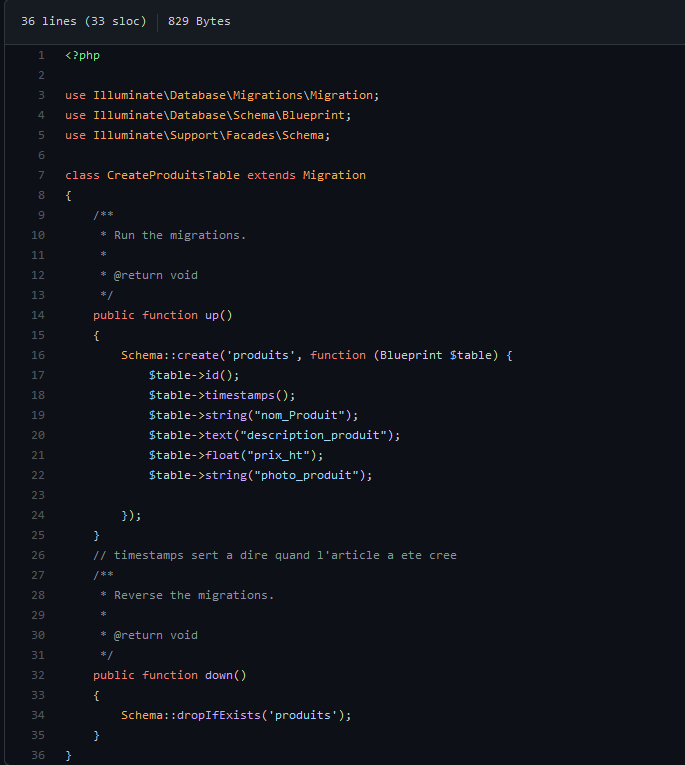 36 lines (33 sloc) 829 Bytes
1 <?php
2
3 use Illuminate\Database\Migrations\Migration;
4 use Illuminate\Database\Schema\Blueprint;
5 use Illuminate\Support\Facades\Schema;
6
7 class CreateProduitsTable extends Migration
8 {
9     /**
10      * Run the migrations.
11      *
12      * @return void
13      */
14     public function up()
15     {
16         Schema::create('produits', function (Blueprint $table) {
17             $table->id();
18             $table->timestamps();
19             $table->string("nom_Produit");
20             $table->text("description_produit");
21             $table->float("prix_ht");
22             $table->string("photo_produit");
23
24         });
25     }
26     // timestamps sert a dire quand l'article a ete cree
27     /**
28      * Reverse the migrations.
29      *
30      * @return void
31      */
32     public function down()
33     {
34         Schema::dropIfExists('produits');
35     }
36 }